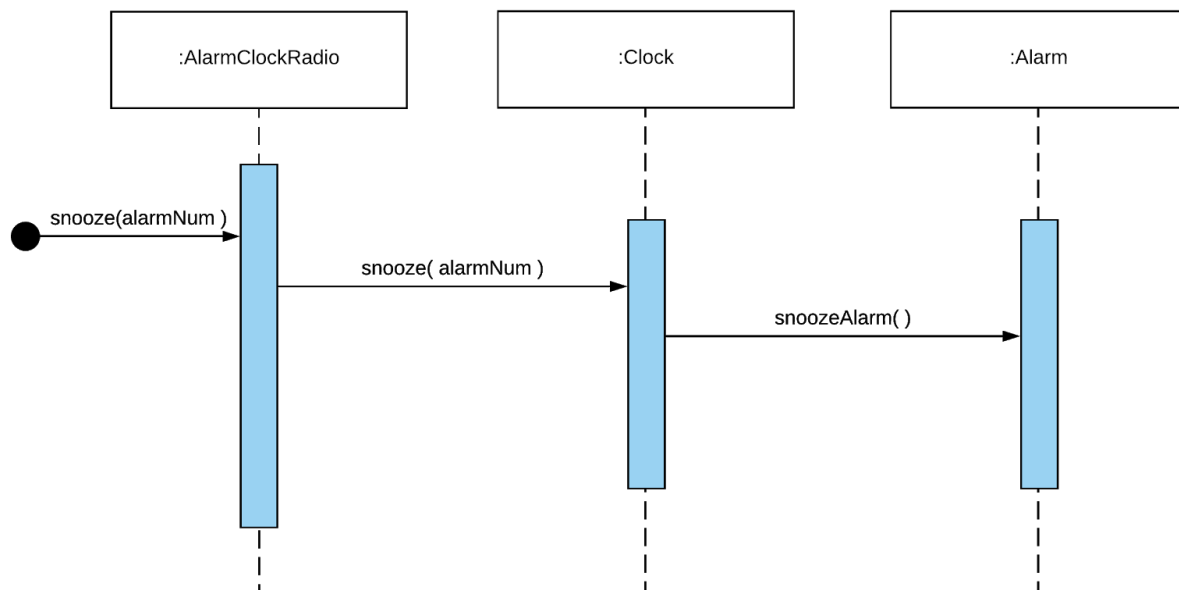 :AlarmClockRadio
:Clock
:Alarm
snooze(alarmNum )
snooze( alarmNum )
snoozeAlarm( )